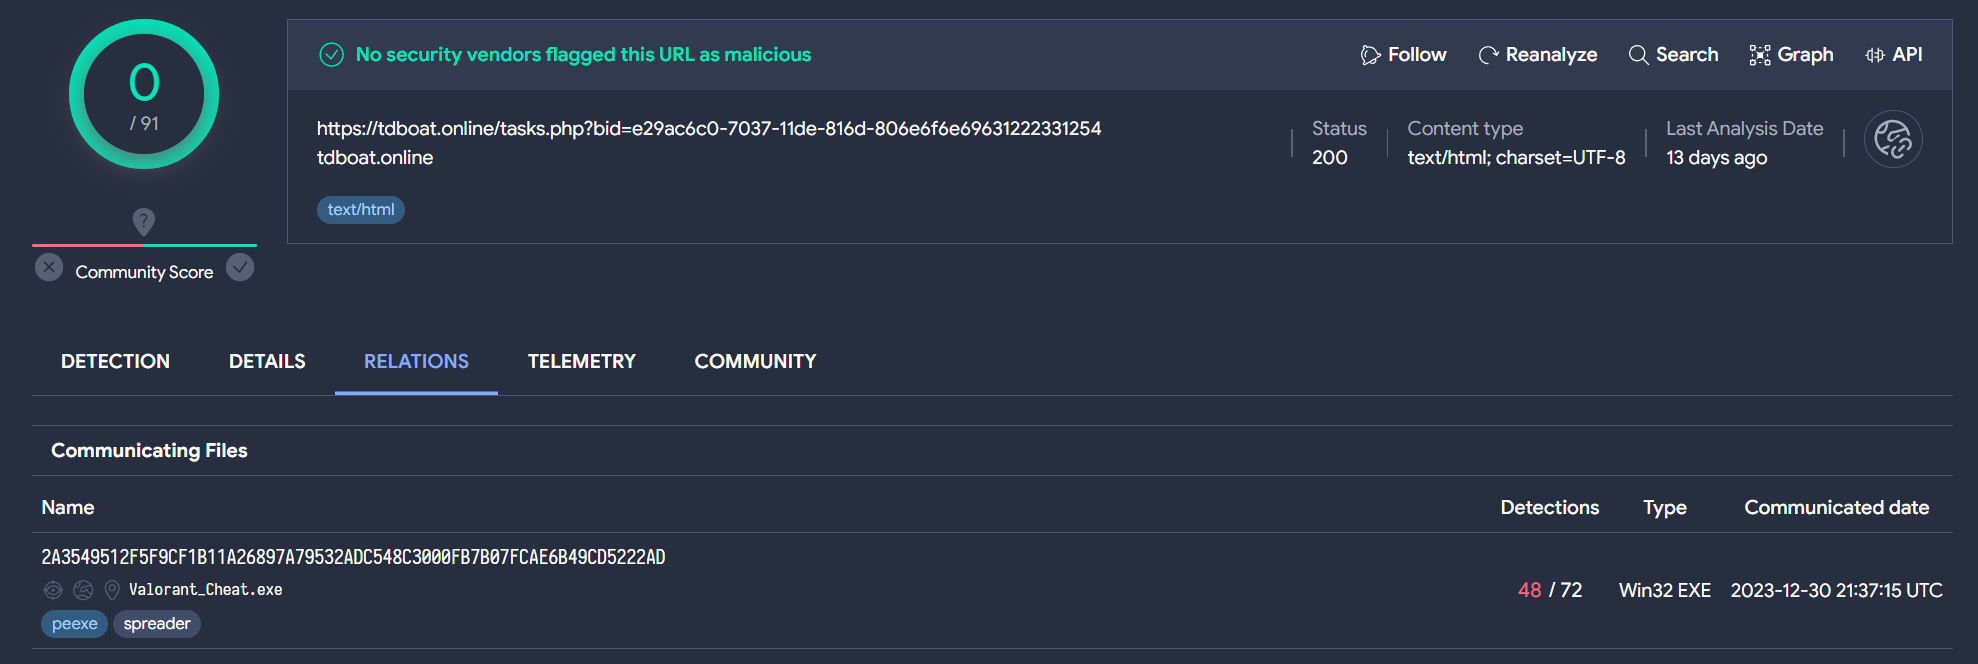 0
/ 91
?
Community Score
No security vendors flagged this URL as malicious
Follow
Reanalyze
Search
Graph
API
https://tdboat.online/tasks.php?bid=e29ac6c0-7037-11de-816d-806e6f6e69631222331254
tdboat.online
text/html
Status
200
Content type
text/html; charset=UTF-8
Last Analysis Date
13 days ago
DETECTION
DETAILS
RELATIONS
TELEMETRY
COMMUNITY
Communicating Files
Name
Detections
Type
Communicated date
2A3549512F5F9CF1B11A26897A79532ADC548C3000FB7B07FCAE6B49CD5222AD
Valorant_Cheat.exe
peexe
spreader
48 / 72
Win32 EXE
2023-12-30 21:37:15 UTC